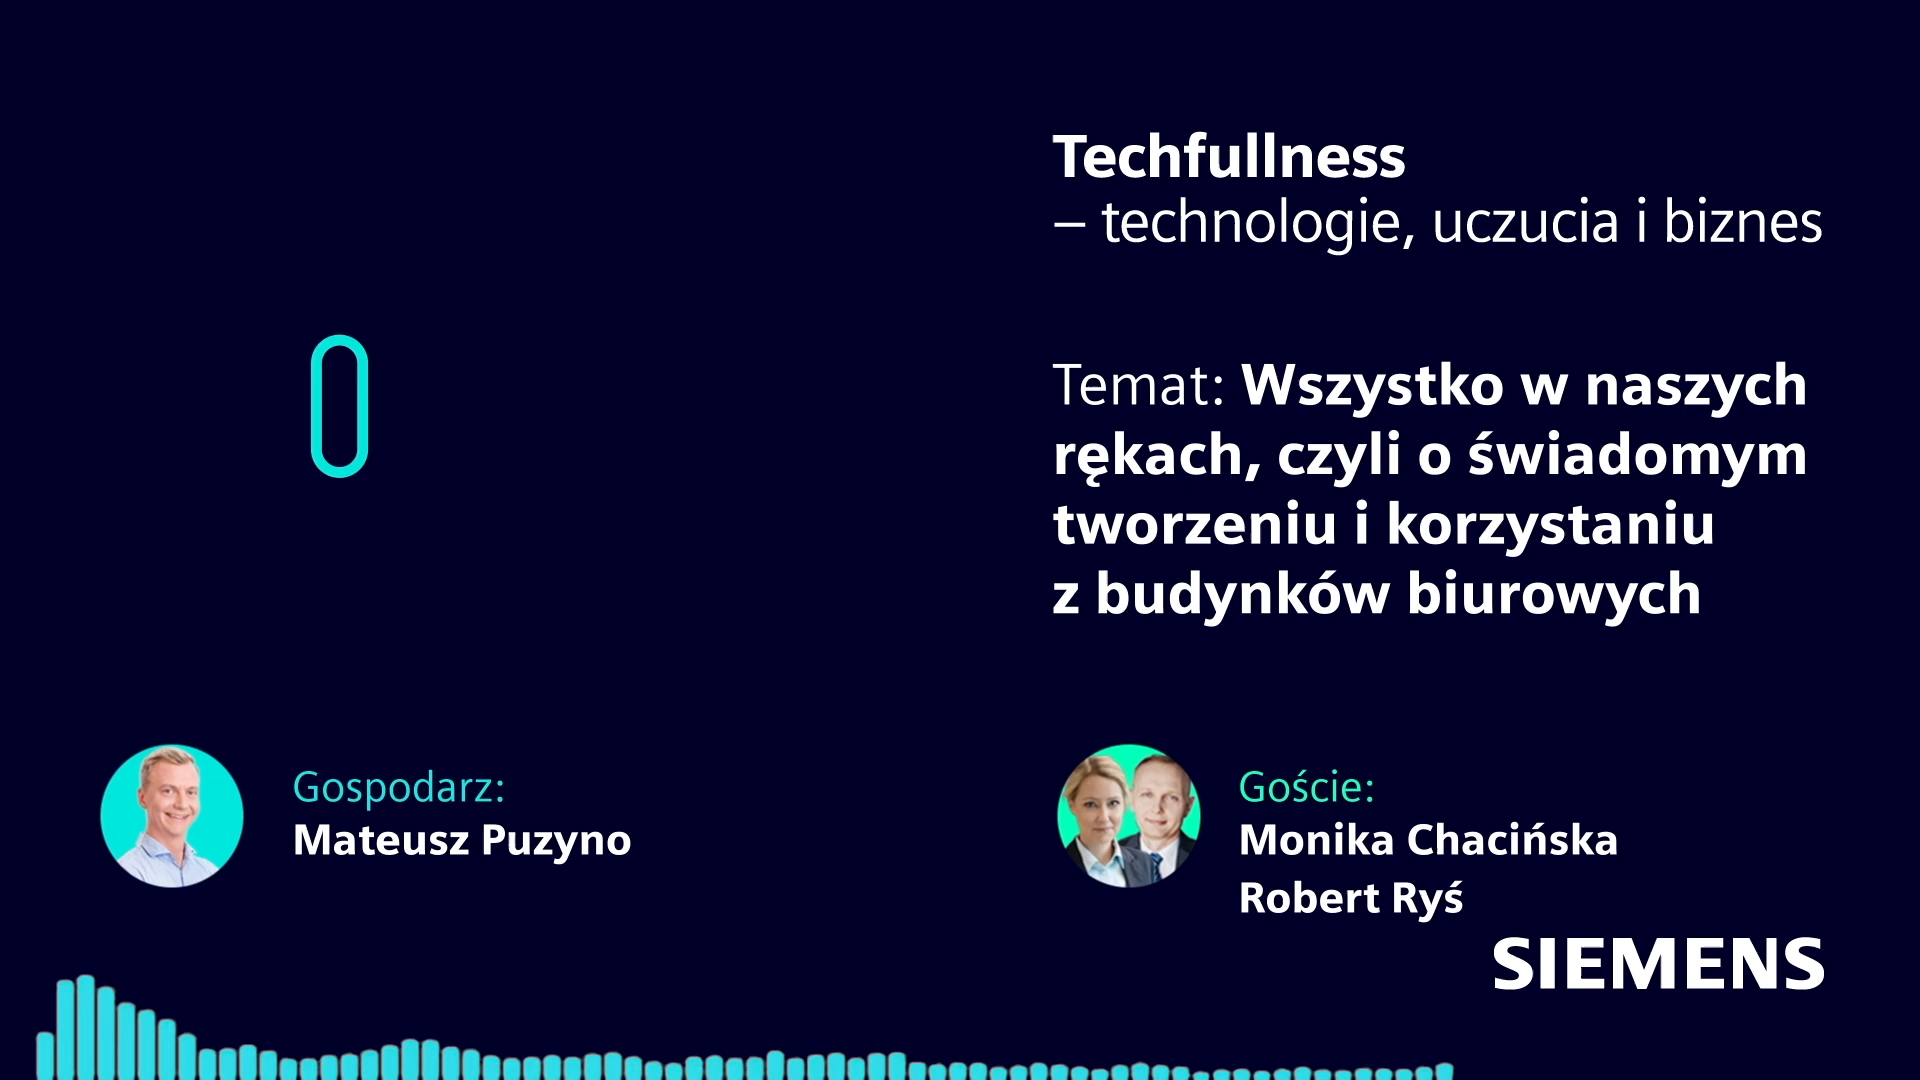 Techfullness
– technologie, uczucia i biznes
Temat: Wszystko w naszych
rękach, czyli o świadomym
tworzeniu i korzystaniu
z budynków biurowych
Gospodarz:
Mateusz Puzyno
Goście:
Monika Chacińska
Robert Ryś
SIEMENS